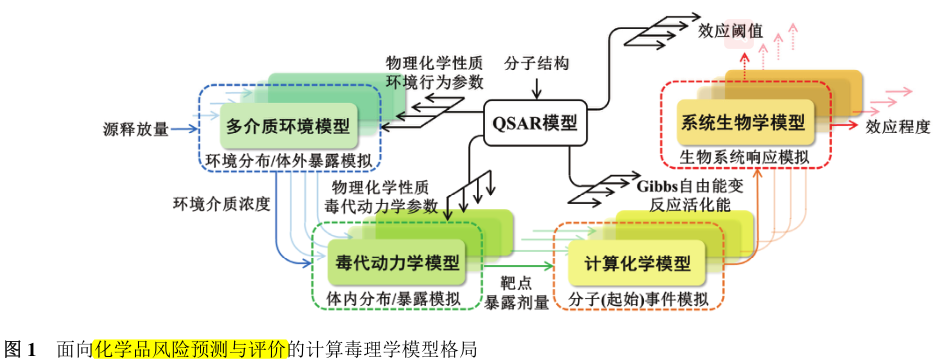 效应阈值
物理化学性质
环境行为参数
分子结构
源释放量
多介质环境模型
QSAR模型
系统生物学模型
效应程度
环境分布/体外暴露模拟
生物系统响应模拟
物理化学性质
毒代动力学参数
Gibbs自由能变
反应活化能
环境介质浓度
毒代动力学模型
计算化学模型
靶点
暴露剂量
体内分布/暴露模拟
分子(起始)事件模拟
图 1 面向化学品风险预测与评价的计算毒理学模型格局